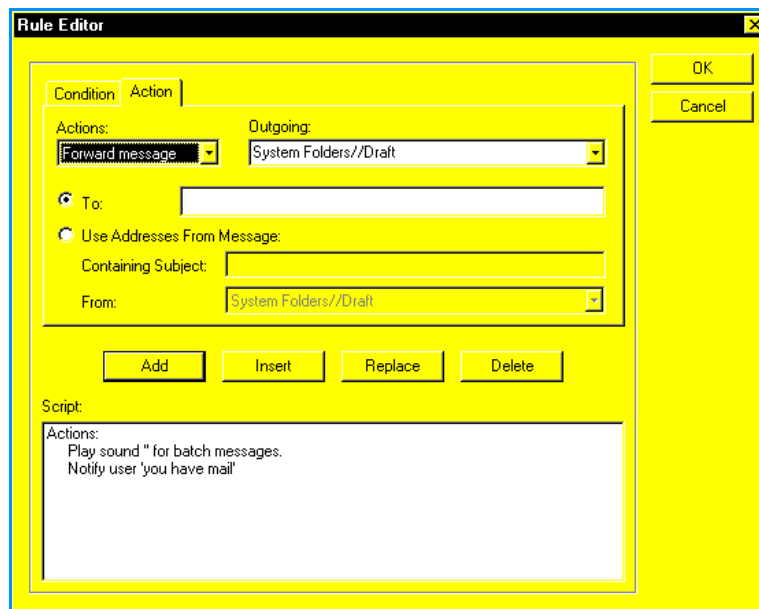 Rule Editor
OK
Cancel
Condition Action
Actions: Outgoing:
Forward message System Folders//Draft
To:
Use Addresses From Message:
Containing Subject:
From: System Folders//Draft
Add Insert Replace Delete
Script:
Actions:
Play sound '' for batch messages.
Notify user 'you have mail'